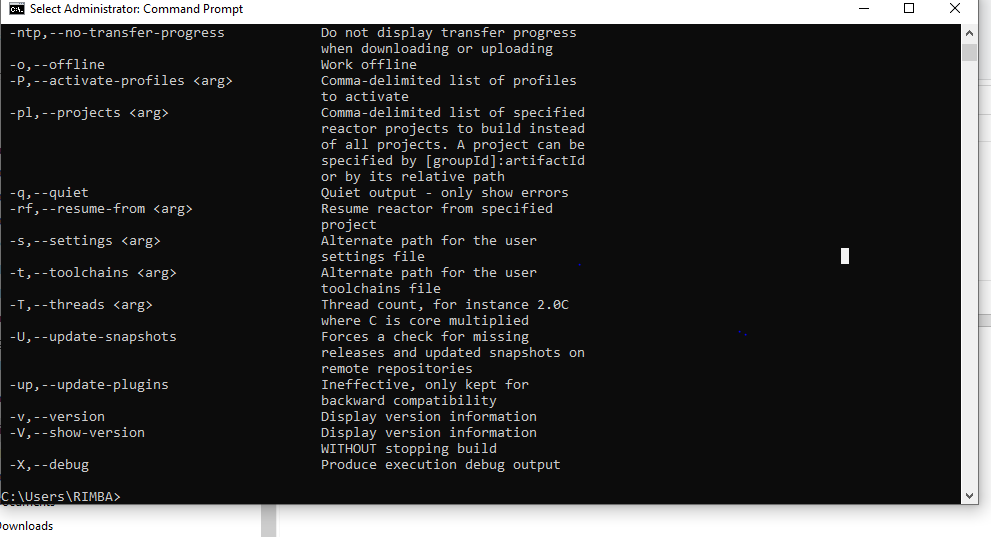 Select Administrator: Command Prompt
-ntp,--no-transfer-progress Do not display transfer progress
when downloading or uploading
-o,--offline Work offline
-P,--activate-profiles <arg> Comma-delimited list of profiles
to activate
-pl,--projects <arg> Comma-delimited list of specified
reactor projects to build instead
of all projects. A project can be
specified by [groupId]:artifactId
or by its relative path
-q,--quiet Quiet output - only show errors
-rf,--resume-from <arg> Resume reactor from specified
project
-s,--settings <arg> Alternate path for the user
settings file
-t,--toolchains <arg> Alternate path for the user
toolchains file
-T,--threads <arg> Thread count, for instance 2.0C
where C is core multiplied
-U,--update-snapshots Forces a check for missing
releases and updated snapshots on
remote repositories
-up,--update-plugins Ineffective, only kept for
backward compatibility
-v,--version Display version information
-V,--show-version Display version information
WITHOUT stopping build
-X,--debug Produce execution debug output
C:\Users\RIMBA>
ownloads